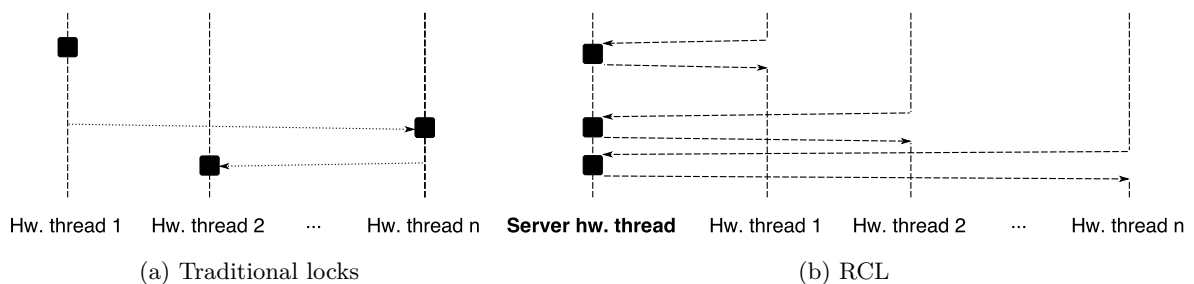 Hw. thread 1 Hw. thread 2 ... Hw. thread n Server hw. thread Hw. thread 1 Hw. thread 2 ... Hw. thread n
(a) Traditional locks (b) RCL